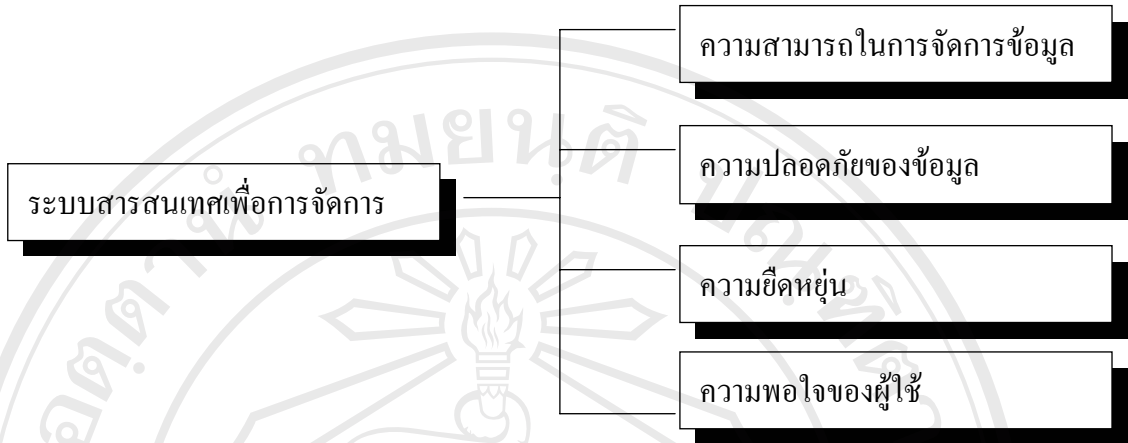 ความสามารถในการจัดการข้อมูล
ความปลอดภัยของข้อมูล
ระบบสารสนเทศเพื่อการจัดการ
ความยืดหยุ่น
ความพอใจของผู้ใช้